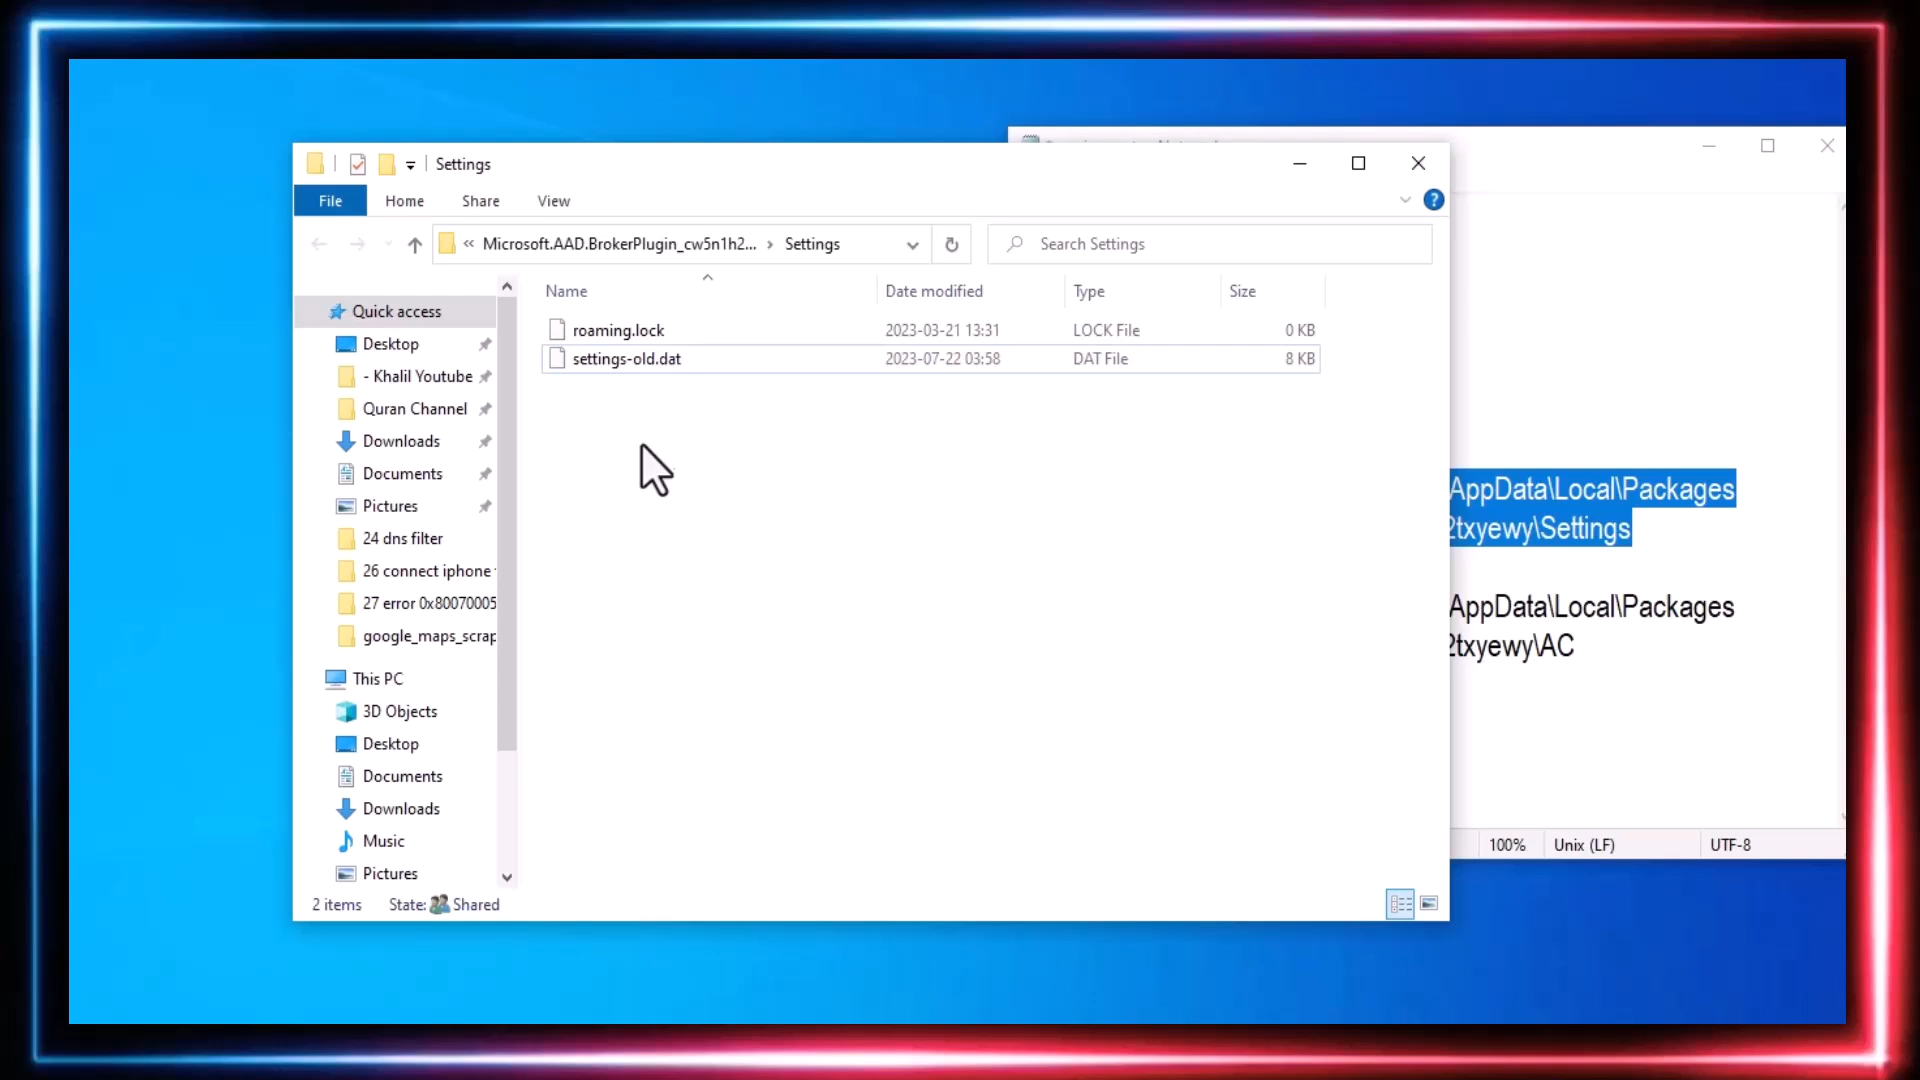 Settings
File Home Share View
« Microsoft.AAD.BrokerPlugin_cw5n1h2... › Settings
Search Settings
Name Date modified Type Size
roaming.lock 2023-03-21 13:31 LOCK File 0 KB
settings-old.dat 2023-07-22 03:58 DAT File 8 KB
Quick access
Desktop
- Khalil Youtube
Quran Channel
Downloads
Documents
Pictures
24 dns filter
26 connect iphone
27 error 0x80070005
google_maps_scrap
This PC
3D Objects
Desktop
Documents
Downloads
Music
Pictures
2 items State: Shared
AppData\Local\Packages
2txyewy\Settings
AppData\Local\Packages
2txyewy\AC
100% Unix (LF) UTF-8